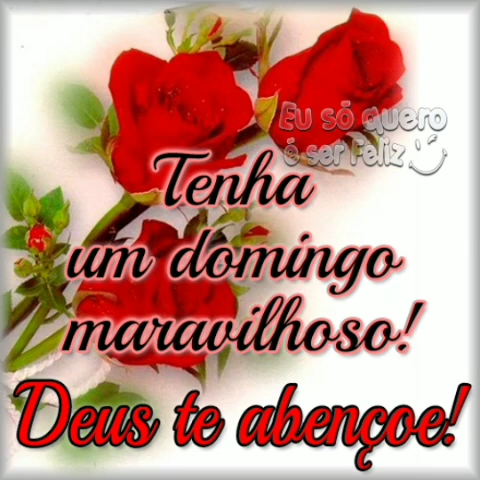 Eu só quero
é ser Feliz
Tenha
um domingo
maravilhoso!
Deus te abençoe!